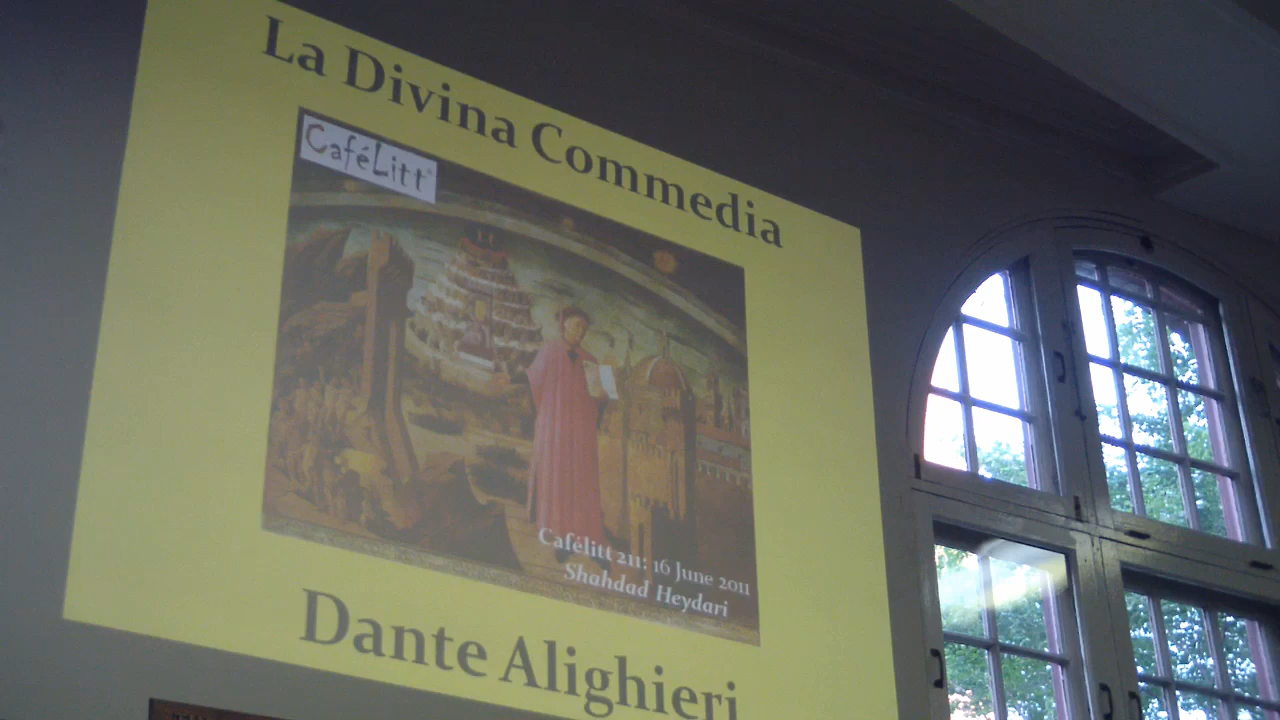 La Divina Commedia
CaféLitt
Cafélitt 211; 16 June 2011
Shahdad Heydari
Dante Alighieri